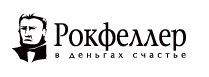 Рокфеллер
в деньгах счастье